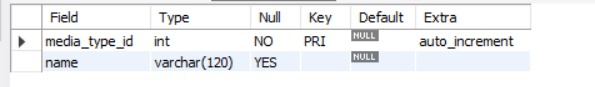 Field Type Null Key Default Extra
media_type_id int NO PRI NULL auto_increment
name varchar(120) YES NULL